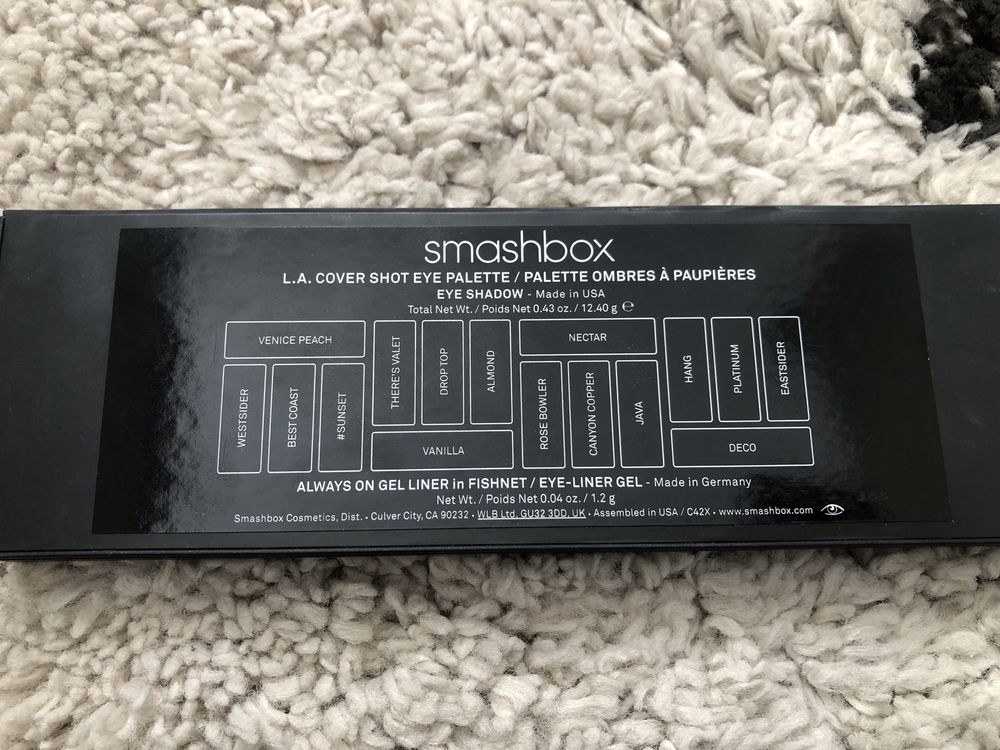 smashbox
L.A. COVER SHOT EYE PALETTE / PALETTE OMBRES À PAUPIÈRES
EYE SHADOW - Made in USA
Total Net Wt. / Poids Net 0.43 oz. / 12.40 g ℮
VENICE PEACH
WESTSIDER
BEST COAST
#SUNSET
THERE'S VALET
DROP TOP
ALMOND
VANILLA
NECTAR
ROSE BOWLER
CANYON COPPER
JAVA
HANG
PLATINUM
EASTSIDER
DECO
ALWAYS ON GEL LINER in FISHNET / EYE-LINER GEL - Made in Germany
Net Wt. / Poids Net 0.04 oz. / 1.2 g
Smashbox Cosmetics, Dist. • Culver City, CA 90232 • WLB Ltd, GU32 3DD, UK • Assembled in USA / C42X • www.smashbox.com